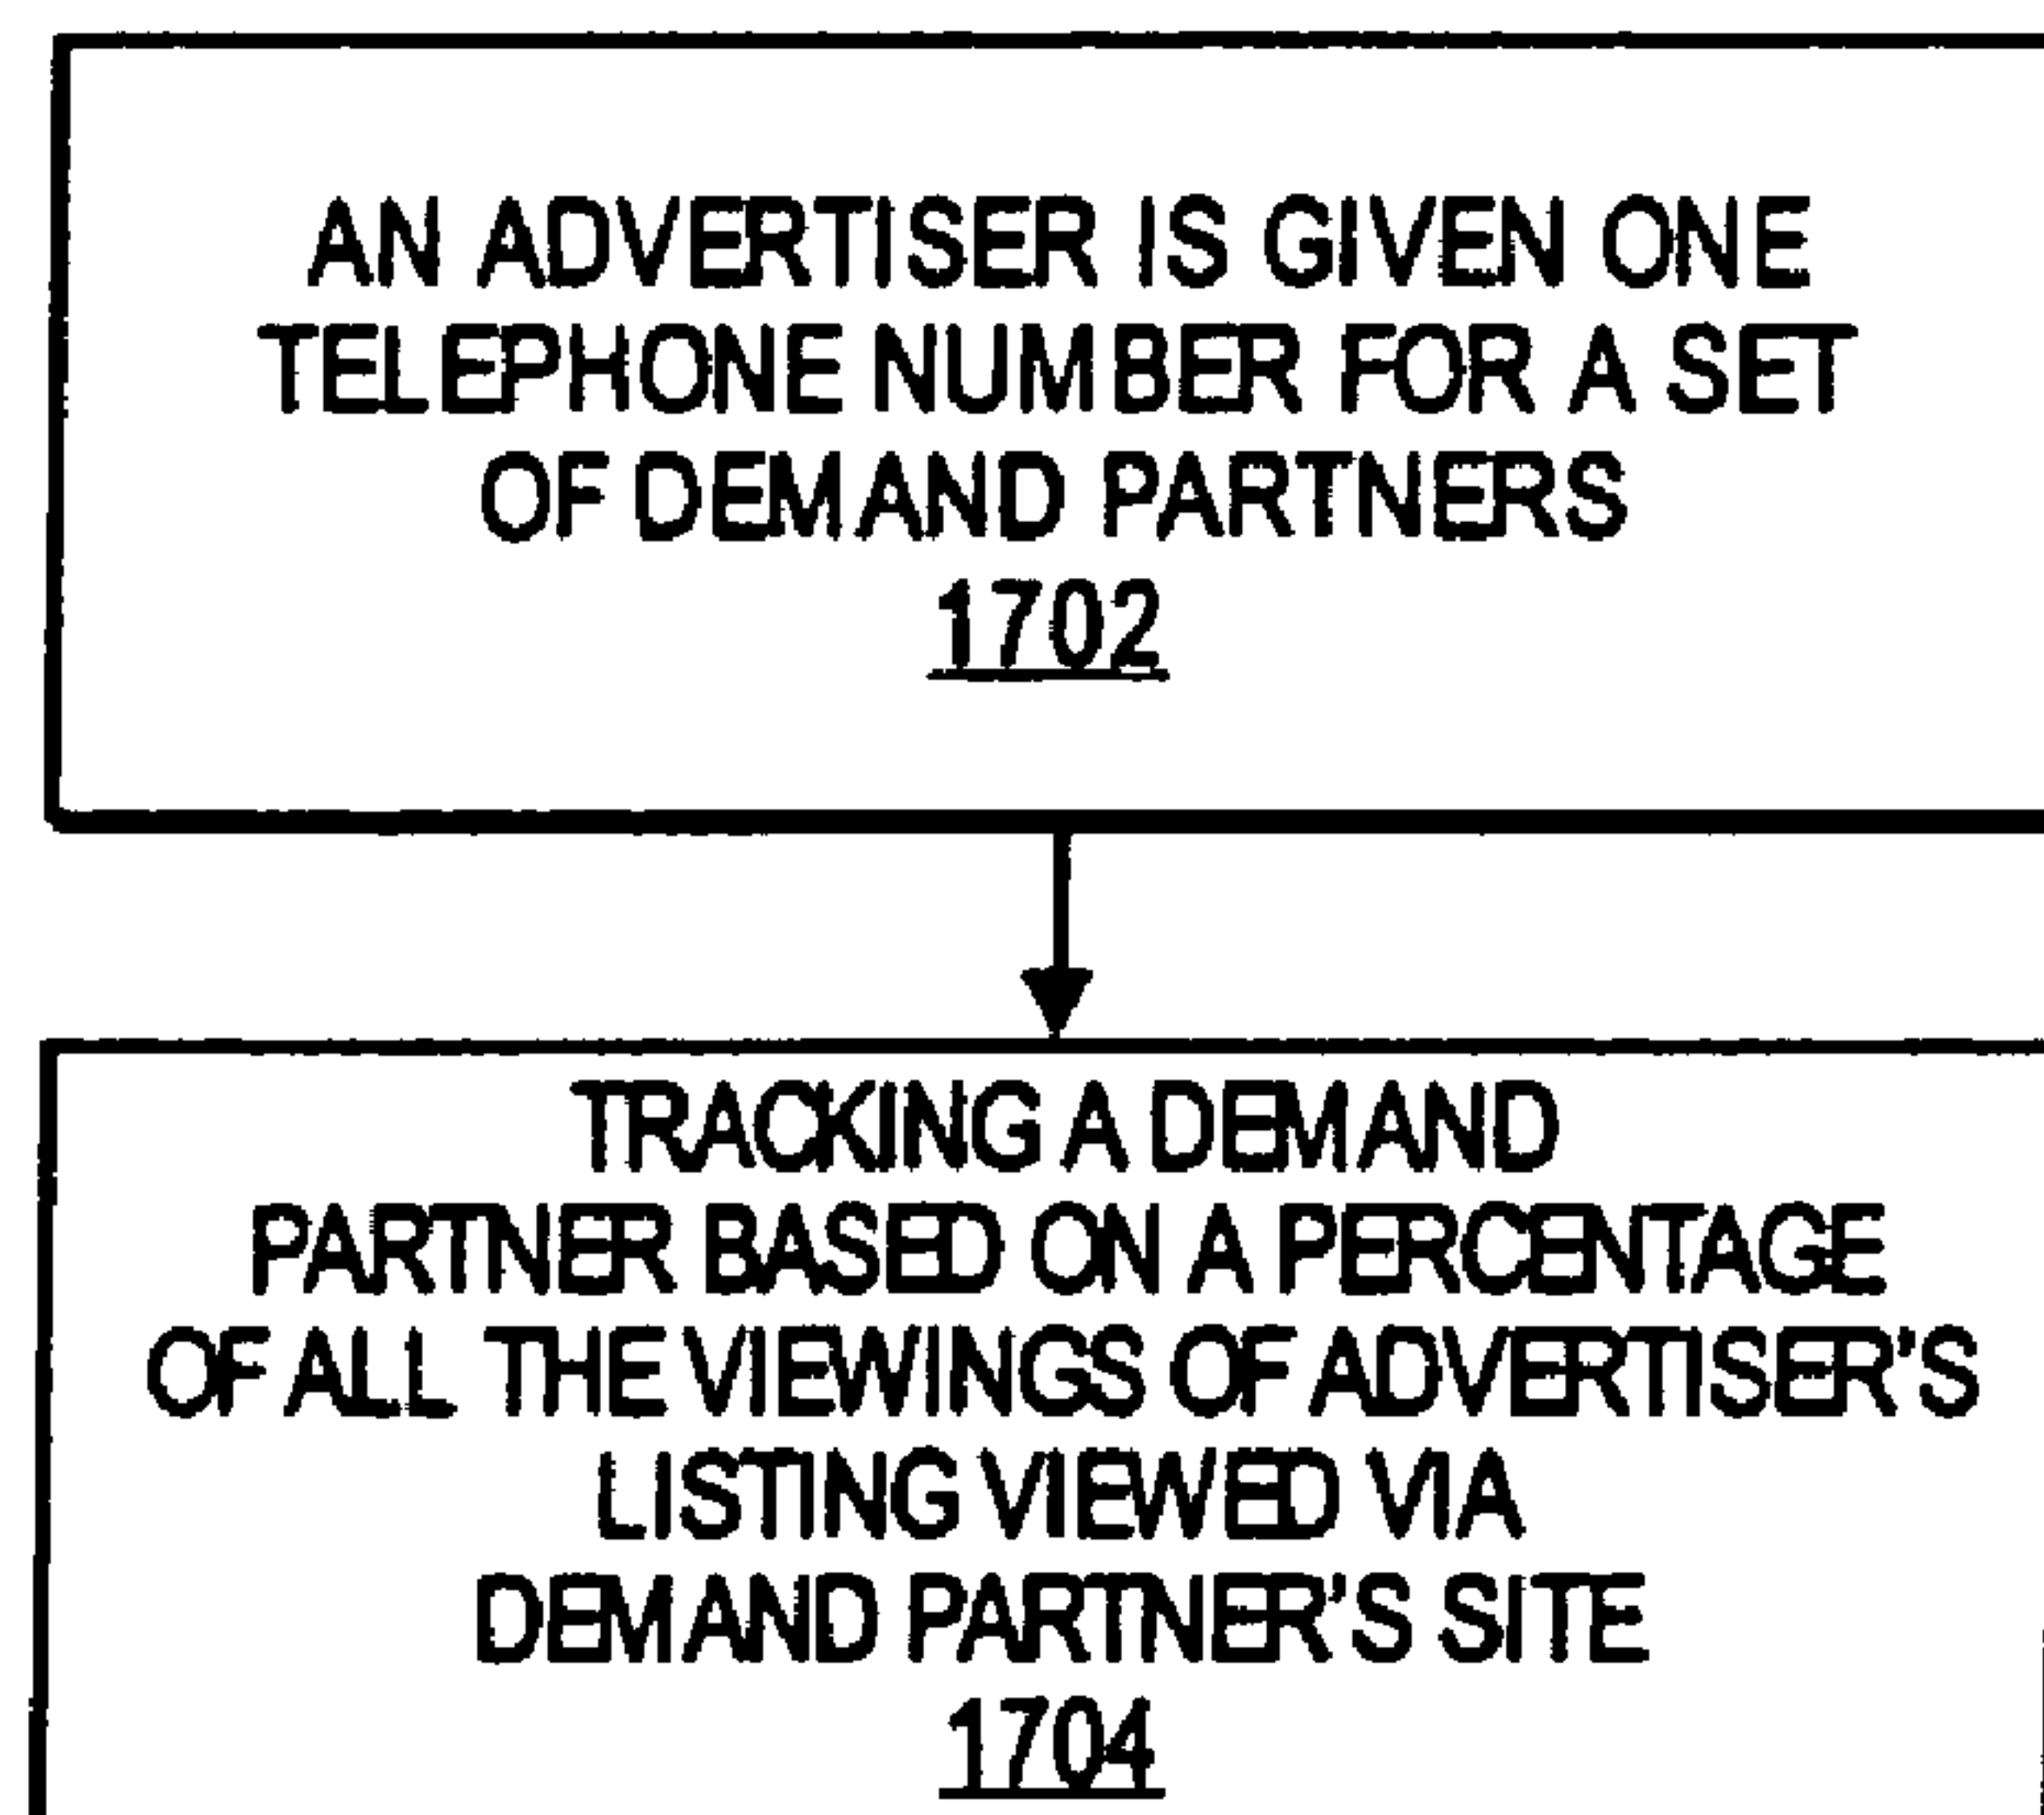 AN ADVERTISER IS GIVEN ONE
TELEPHONE NUMBER FOR A SET
OF DEMAND PARTNERS
1702
TRACKING A DEMAND
PARTNER BASED ON A PERCENTAGE
OF ALL THE VIEWINGS OF ADVERTISER'S
LISTING VIEWED VIA
DEMAND PARTNER'S SITE
1704